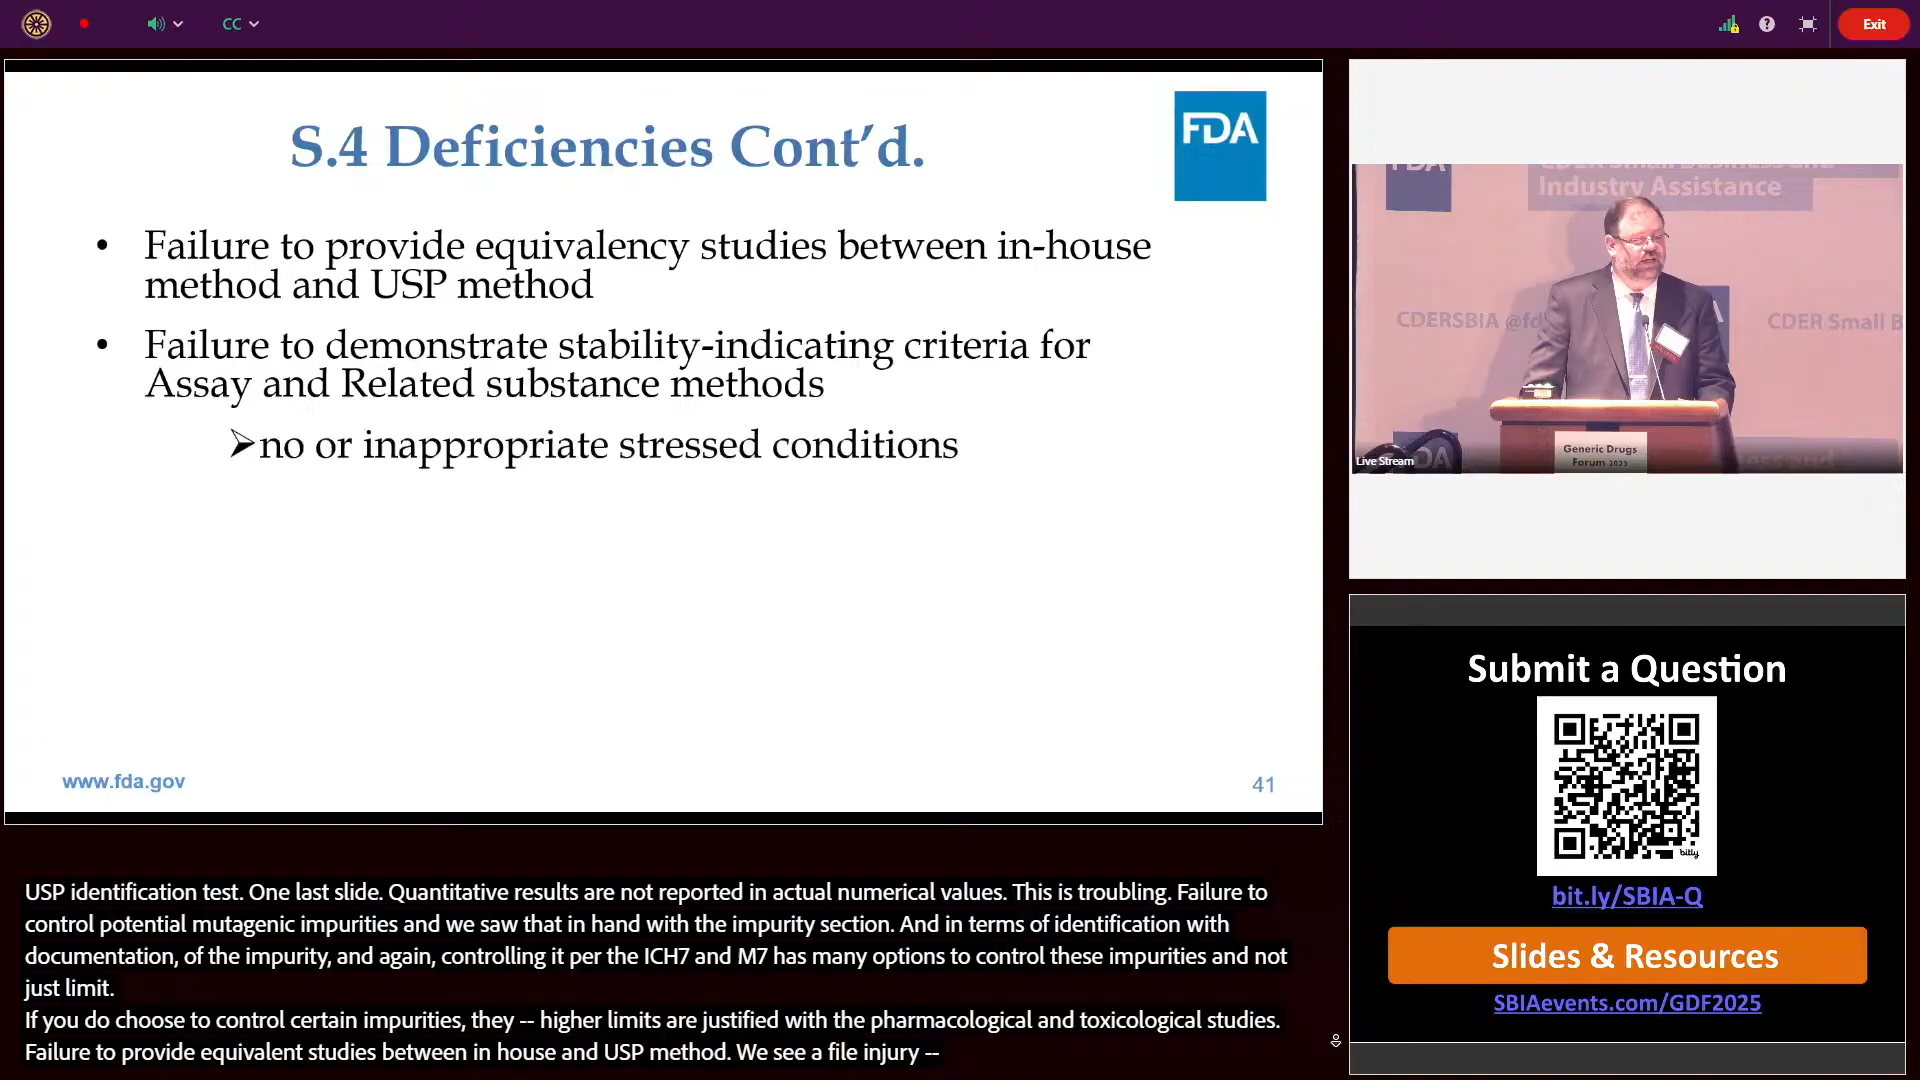 CC
Exit
S.4 Deficiencies Cont’d.
FDA
• Failure to provide equivalency studies between in-house
method and USP method
• Failure to demonstrate stability-indicating criteria for
Assay and Related substance methods
➢no or inappropriate stressed conditions
www.fda.gov
41
FDA
CDER Small Business and
Industry Assistance
CDERSBIA @fd
CDER Small B
Generic Drugs
Forum 2025
Live Stream
Submit a Question
bitly
bit.ly/SBIA-Q
Slides & Resources
SBIAevents.com/GDF2025
USP identification test. One last slide. Quantitative results are not reported in actual numerical values. This is troubling. Failure to
control potential mutagenic impurities and we saw that in hand with the impurity section. And in terms of identification with
documentation, of the impurity, and again, controlling it per the ICH7 and M7 has many options to control these impurities and not
just limit.
If you do choose to control certain impurities, they -- higher limits are justified with the pharmacological and toxicological studies.
Failure to provide equivalent studies between in house and USP method. We see a file injury --